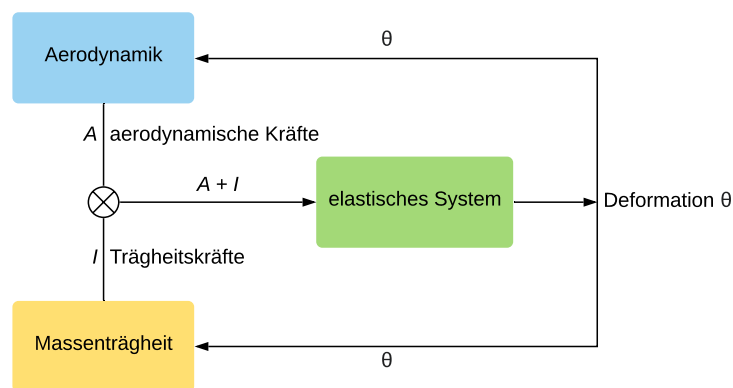 θ
Aerodynamik
A aerodynamische Kräfte
A + I
elastisches System
Deformation θ
I Trägheitskräfte
Massenträgheit
θ